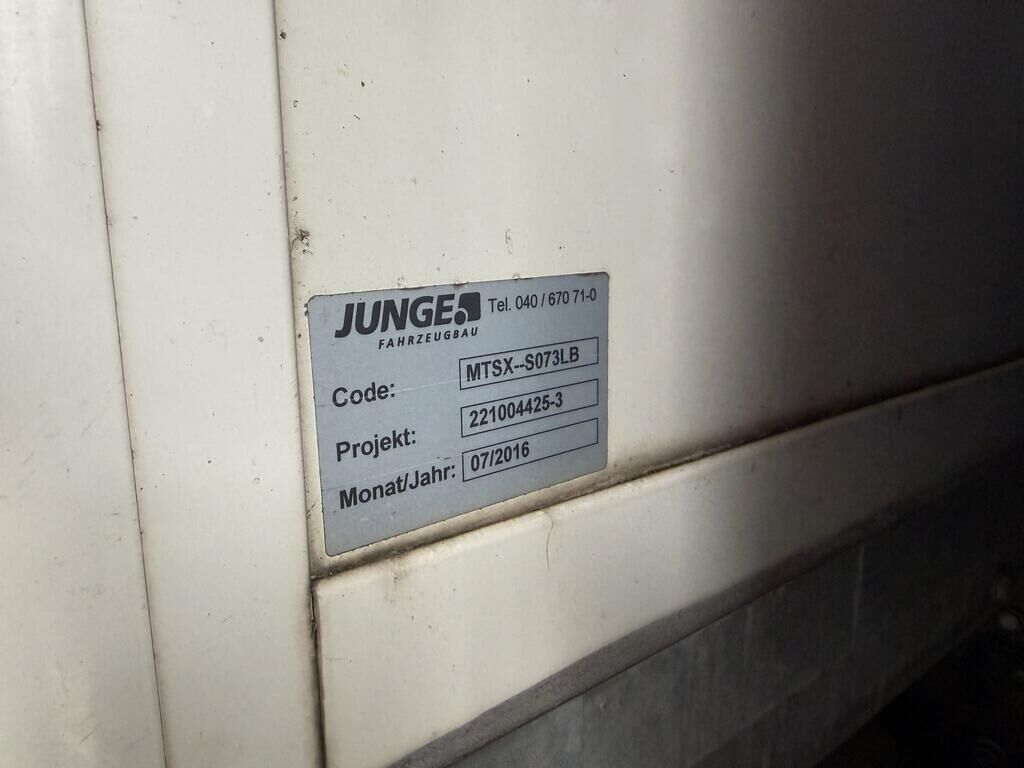 JUNGE Tel. 040 / 670 71-0
FAHRZEUGBAU
Code: MTSX--S073LB
Projekt: 221004425-3
Monat/Jahr: 07/2016